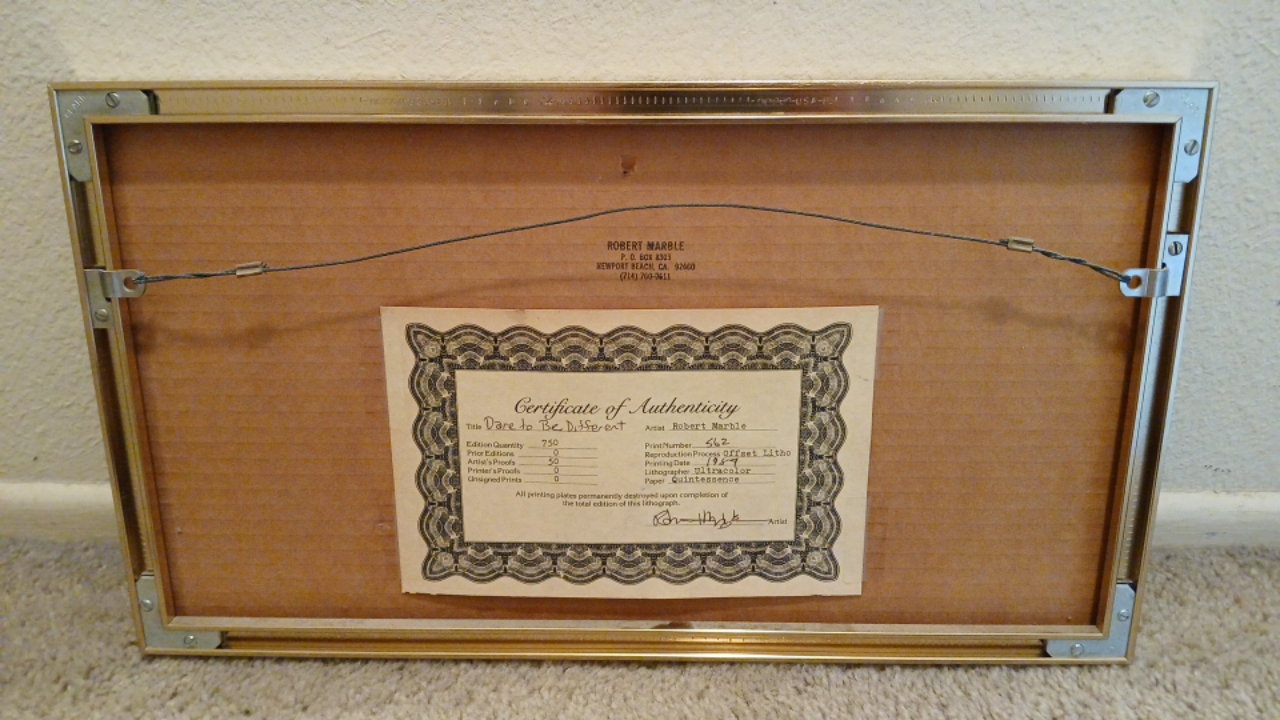 ROBERT MARBLE
P. O. BOX 8303
NEWPORT BEACH, CA. 92660
(714) 760-0611
Certificate of Authenticity
Title Dare to Be Different
Artist Robert Marble
Edition Quantity 750
Prior Editions 0
Artist's Proofs 50
Printer's Proofs 0
Unsigned Prints 0
Print Number 562
Reproduction Process Offset Litho
Printing Date
Lithographer Ultracolor
Paper Quintessence
All printing plates permanently destroyed upon completion of
the total edition of this lithograph.
Artist